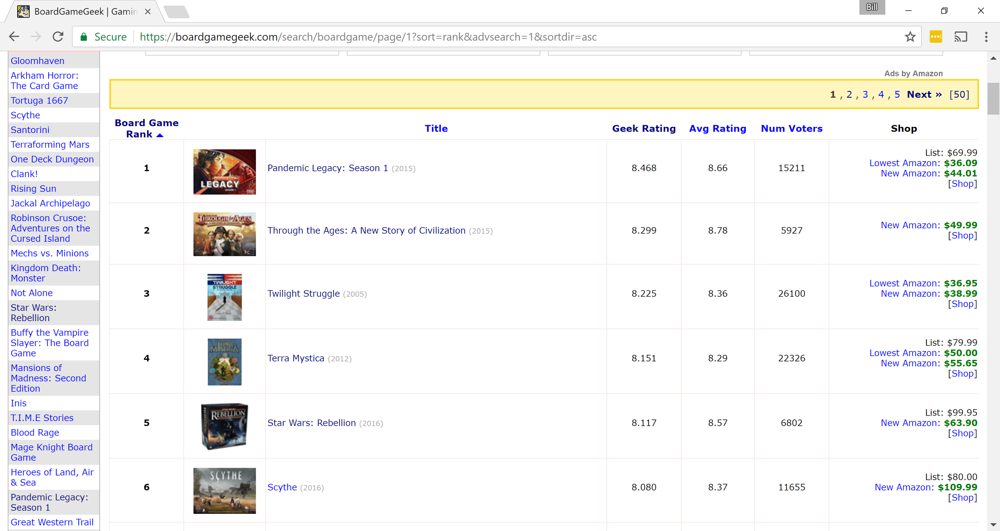 BoardGameGeek | Gamin
Bill
Secure
https://boardgamegeek.com/search/boardgame/page/1?sort=rank&advsearch=1&sortdir=asc
Gloomhaven
Arkham Horror:
The Card Game
Tortuga 1667
Scythe
Santorini
Terraforming Mars
One Deck Dungeon
Clank!
Rising Sun
Jackal Archipelago
Robinson Crusoe:
Adventures on the
Cursed Island
Mechs vs. Minions
Kingdom Death:
Monster
Not Alone
Star Wars:
Rebellion
Buffy the Vampire
Slayer: The Board
Game
Mansions of
Madness: Second
Edition
Inis
T.I.M.E Stories
Blood Rage
Mage Knight Board
Game
Heroes of Land, Air
& Sea
Pandemic Legacy:
Season 1
Great Western Trail
Ads by Amazon
1 , 2 , 3 , 4 , 5 Next » [50]
Board Game
Rank
Title
Geek Rating
Avg Rating
Num Voters
Shop
1
LEGACY
SEASON 1
Pandemic Legacy: Season 1 (2015)
8.468
8.66
15211
List: $69.99
Lowest Amazon: $36.09
New Amazon: $44.01
[Shop]
2
THROUGH the AGES
Through the Ages: A New Story of Civilization (2015)
8.299
8.78
5927
New Amazon: $49.99
[Shop]
3
TWILIGHT
STRUGGLE
Twilight Struggle (2005)
8.225
8.36
26100
Lowest Amazon: $36.95
New Amazon: $38.99
[Shop]
4
TERRA
MYSTICA
Terra Mystica (2012)
8.151
8.29
22326
List: $79.99
Lowest Amazon: $50.00
New Amazon: $55.65
[Shop]
5
STAR WARS
REBELLION
Star Wars: Rebellion (2016)
8.117
8.57
6802
List: $99.95
New Amazon: $63.90
[Shop]
6
SCYTHE
Scythe (2016)
8.080
8.37
11655
List: $80.00
New Amazon: $109.99
[Shop]